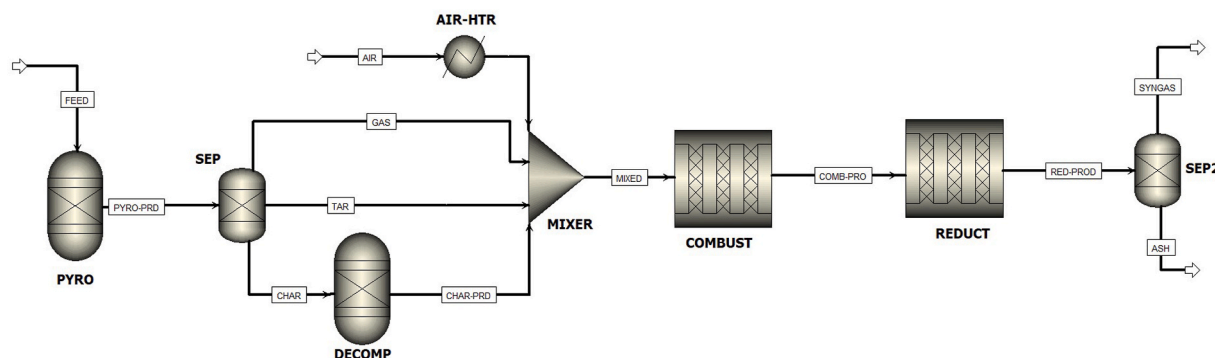 AIR-HTR
AIR
FEED
GAS
SEP
PYRO-PRD
TAR
MIXER
MIXED
PYRO
CHAR
CHAR-PRD
DECOMP
COMBUST
COMB-PRO
REDUCT
RED-PROD
SYNGAS
SEP2
ASH